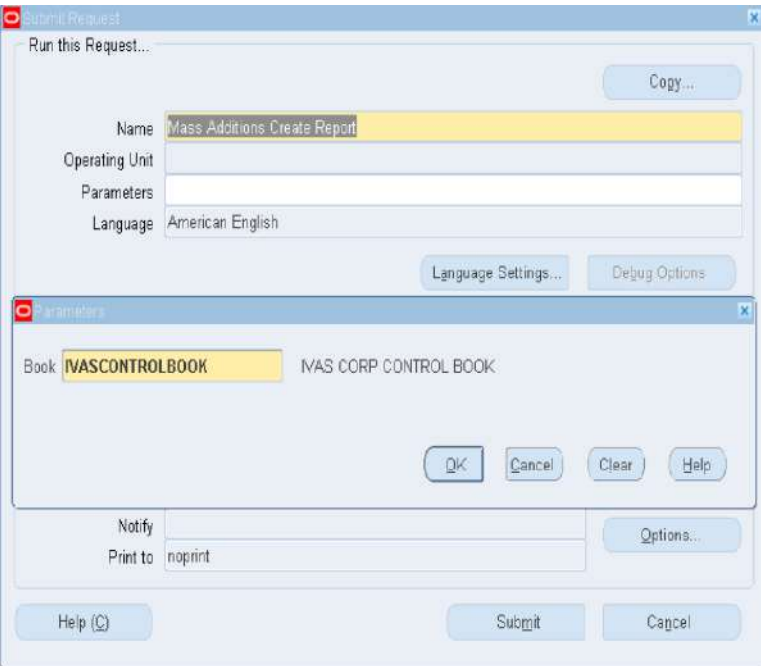 Submit Request
Run this Request...
Copy...
Name Mass Additions Create Report
Operating Unit
Parameters
Language American English
Language Settings... Debug Options
Parameters
Book IVASCONTROLBOOK IVAS CORP CONTROL BOOK
OK Cancel Clear Help
Notify
Options...
Print to noprint
Help (C) Submit Cancel